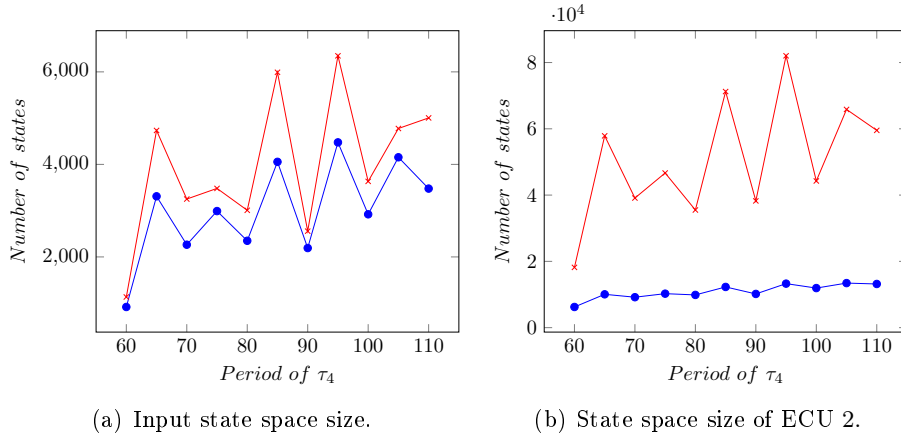 6,000
4,000
2,000
60 70 80 90 100 110
Number of states
Period of τ4
(a) Input state space size.
·10⁴
8
6
4
2
0
60 70 80 90 100 110
Number of states
Period of τ4
(b) State space size of ECU 2.